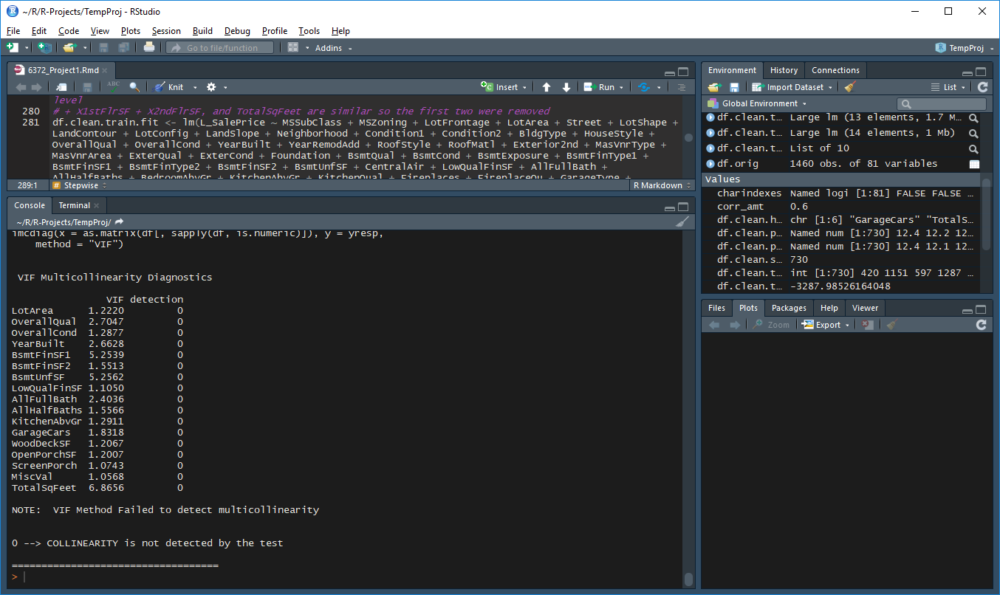 ~/R/R-Projects/TempProj - RStudio
File Edit Code View Plots Session Build Debug Profile Tools Help
Go to file/function Addins TempProj
6372_Project1.Rmd
ABC Knit Insert Run
level
280 # + X1stFlrSF + X2ndFlrSF, and TotalSqFeet are similar so the first two were removed
281 df.clean.train.fit <- lm(L_SalePrice ~ MSSubClass + MSZoning + LotFrontage + LotArea + Street + LotShape +
LandContour + LotConfig + LandSlope + Neighborhood + Condition1 + Condition2 + BldgType + HouseStyle +
OverallQual + OverallCond + YearBuilt + YearRemodAdd + RoofStyle + RoofMatl + Exterior2nd + MasVnrType +
MasVnrArea + ExterQual + ExterCond + Foundation + BsmtQual + BsmtCond + BsmtExposure + BsmtFinType1 +
BsmtFinSF1 + BsmtFinType2 + BsmtFinSF2 + BsmtUnfSF + CentralAir + LowQualFinSF + AllFullBath +
AllHalfBaths + BedroomAbvGr + KitchenAbvGr + KitchenQual + Fireplaces + FireplaceQu + GarageType +
289:1 # Stepwise R Markdown
Console Terminal
~/R/R-Projects/TempProj/
imcdiag(x = as.matrix(df[, sapply(df, is.numeric)]), y = yresp,
method = "VIF")
VIF Multicollinearity Diagnostics
VIF detection
LotArea 1.2220 0
OverallQual 2.7047 0
OverallCond 1.2877 0
YearBuilt 2.6628 0
BsmtFinSF1 5.2539 0
BsmtFinSF2 1.5513 0
BsmtUnfSF 5.2562 0
LowQualFinSF 1.1050 0
AllFullBath 2.4036 0
AllHalfBaths 1.5566 0
KitchenAbvGr 1.2911 0
GarageCars 1.8318 0
WoodDeckSF 1.2067 0
OpenPorchSF 1.2007 0
ScreenPorch 1.0743 0
MiscVal 1.0568 0
TotalSqFeet 6.8656 0
NOTE: VIF Method Failed to detect multicollinearity
0 --> COLLINEARITY is not detected by the test
===================================
>
Environment History Connections
Import Dataset List
Global Environment
df.clean.t… Large lm (13 elements, 1.7 M…
df.clean.t… Large lm (14 elements, 1 Mb)
df.clean.t… List of 10
df.orig 1460 obs. of 81 variables
Values
charindexes Named logi [1:81] FALSE FALSE …
corr_amt 0.6
df.clean.h… chr [1:6] "GarageCars" "TotalS…
df.clean.p… Named num [1:730] 12.4 12.2 12…
df.clean.p… Named num [1:730] 12.4 12.1 12…
df.clean.s… 730
df.clean.t… int [1:730] 420 1151 597 1287 …
df.clean.t… -3287.98526164048
Files Plots Packages Help Viewer
Zoom Export